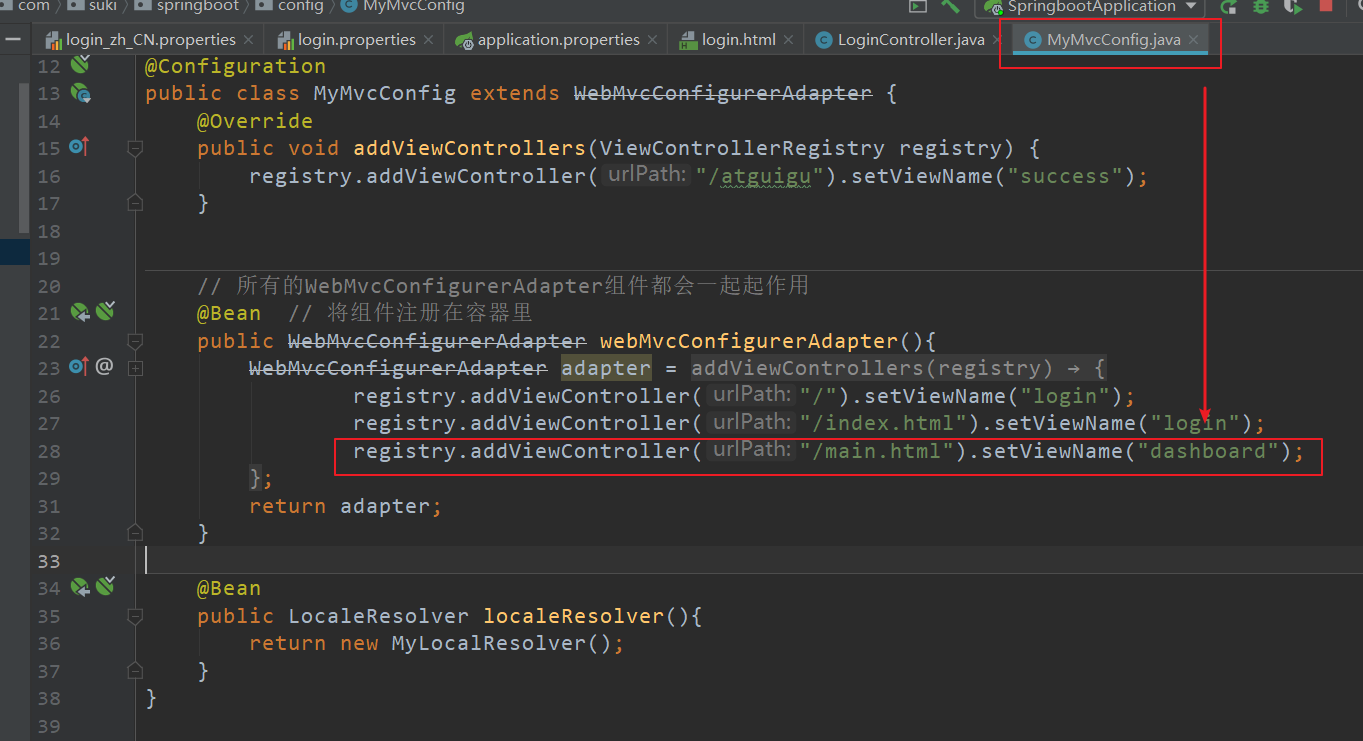 com suki springboot config MyMvcConfig SpringbootApplication
login_zh_CN.properties login.properties application.properties login.html LoginController.java MyMvcConfig.java
12 @Configuration
13 public class MyMvcConfig extends WebMvcConfigurerAdapter {
14 @Override
15 public void addViewControllers(ViewControllerRegistry registry) {
16 registry.addViewController( urlPath: "/atguigu").setViewName("success");
17 }
18
19
20 // 所有的WebMvcConfigurerAdapter组件都会一起起作用
21 @Bean // 将组件注册在容器里
22 public WebMvcConfigurerAdapter webMvcConfigurerAdapter(){
23 WebMvcConfigurerAdapter adapter = addViewControllers(registry) → {
26 registry.addViewController( urlPath: "/").setViewName("login");
27 registry.addViewController( urlPath: "/index.html").setViewName("login");
28 registry.addViewController( urlPath: "/main.html").setViewName("dashboard");
29 };
31 return adapter;
32 }
33
34 @Bean
35 public LocaleResolver localeResolver(){
36 return new MyLocalResolver();
37 }
38 }
39